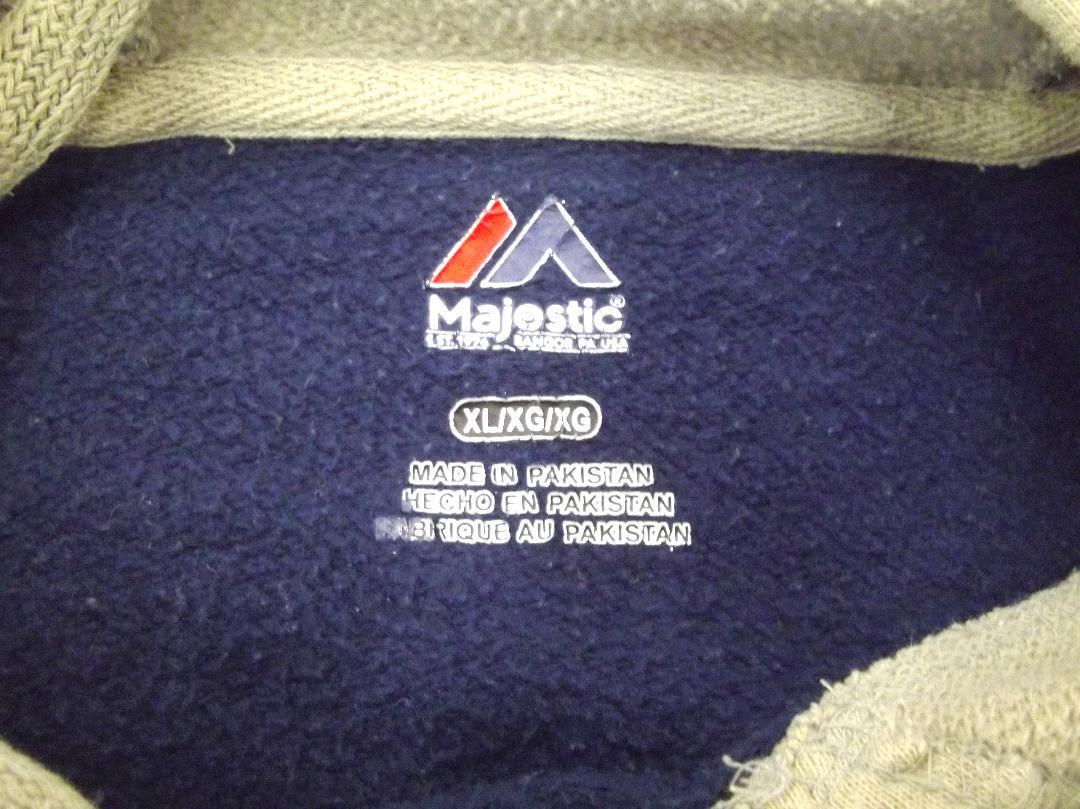 Majestic®
EST. 1976 BANGOR, PA USA
XL/XG/XG
MADE IN PAKISTAN
HECHO EN PAKISTAN
FABRIQUE AU PAKISTAN